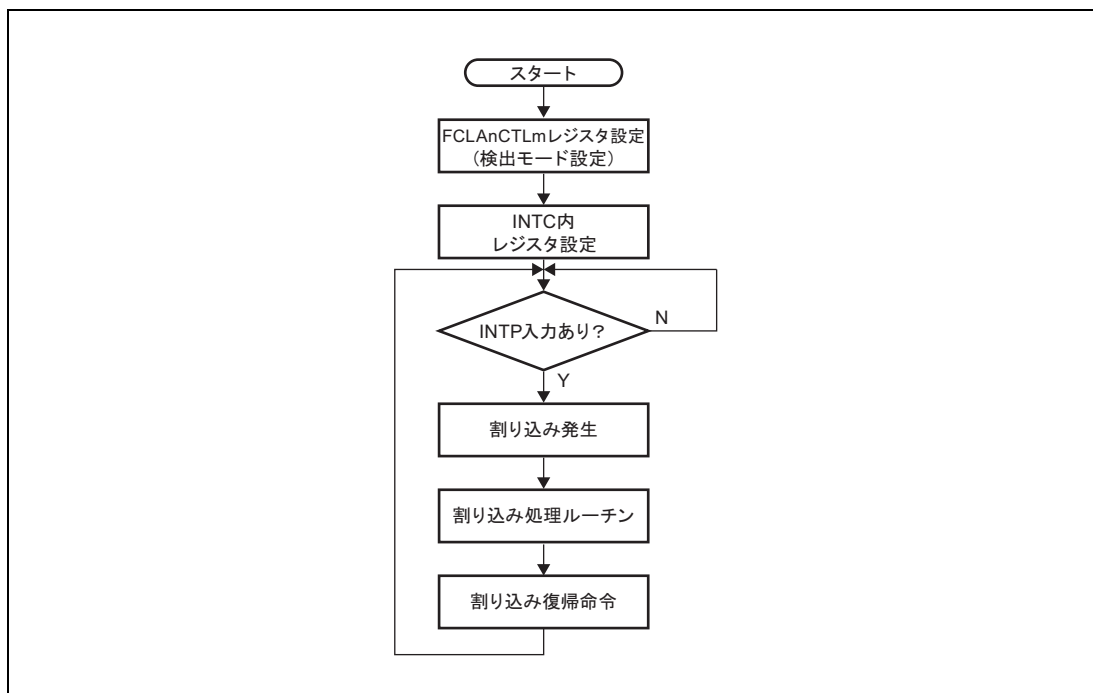 スタート
FCLAnCTLmレジスタ設定
（検出モード設定）
INTC内
レジスタ設定
INTP入力あり？
N
Y
割り込み発生
割り込み処理ルーチン
割り込み復帰命令